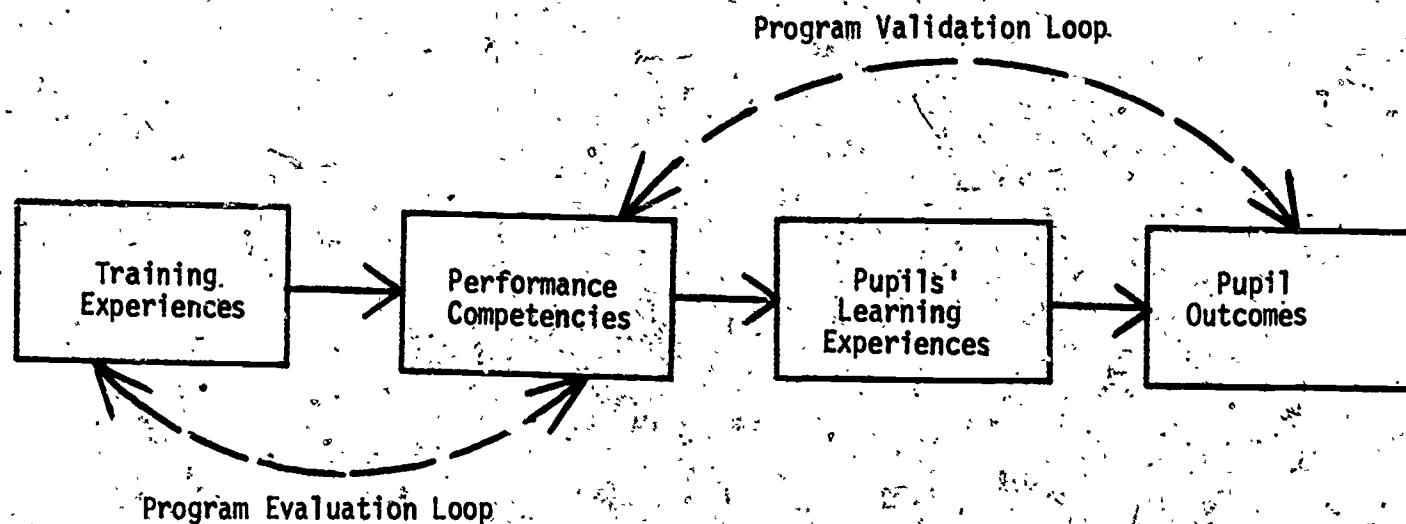 Program Validation Loop
Training
Experiences
Performance
Competencies
Pupils'
Learning
Experiences
Pupil
Outcomes
Program Evaluation Loop